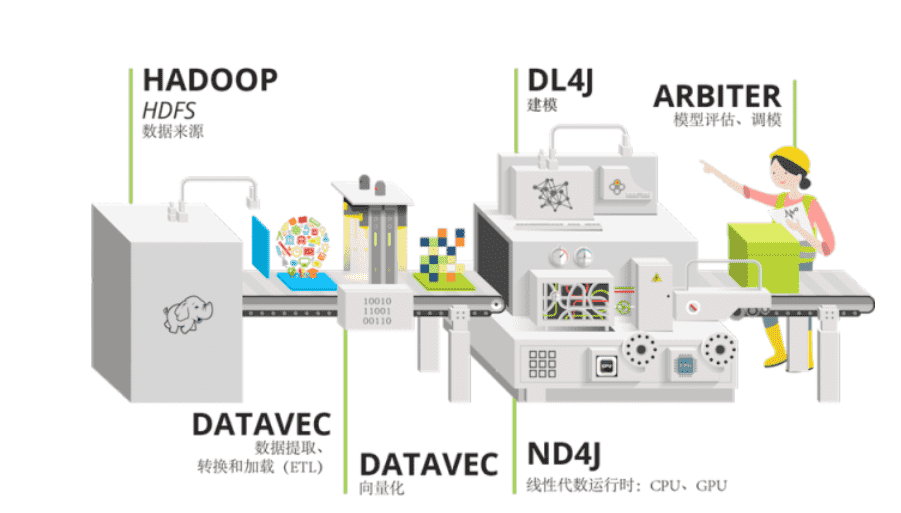 HADOOP
HDFS
数据来源
DL4J
建模
ARBITER
模型评估、调模
10010
11001
00110
GPU
CPU
DATAVEC
数据提取、
转换和加载（ETL）
DATAVEC
向量化
ND4J
线性代数运行时：CPU、GPU